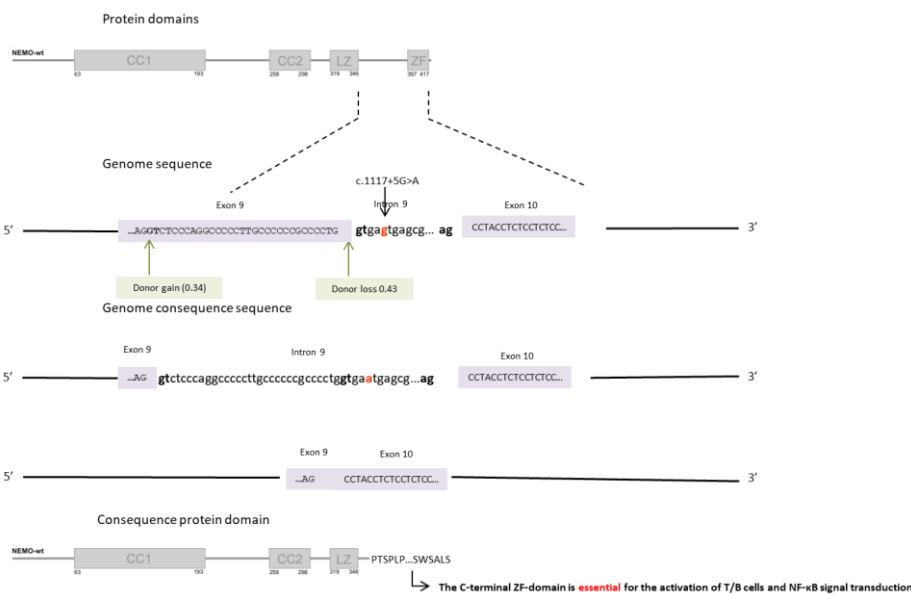 Protein domains
NEMO-wt
CC1
CC2
LZ
ZF
63
193
258
298
319
346
397
417
Genome sequence
c.1117+5G>A
Exon 9
Intron 9
Exon 10
5'
...AGGTCTCCCAGGCCCCCTTGCCCCCCGCCCCTG
gtgagtgagcg... ag
CCTACCTCTCCTCTCC...
3'
Donor gain (0.34)
Donor loss 0.43
Genome consequence sequence
Exon 9
Intron 9
Exon 10
5'
...AG
gtctcccaggcccccttgccccccgcccctggtgaatgagcg...ag
CCTACCTCTCCTCTCC...
3'
Exon 9
Exon 10
5'
...AG
CCTACCTCTCCTCTCC...
3'
Consequence protein domain
NEMO-wt
CC1
CC2
LZ
PTSPLP...SWSALS
63
193
258
298
319
346
The C-terminal ZF-domain is essential for the activation of T/B cells and NF-κB signal transduction